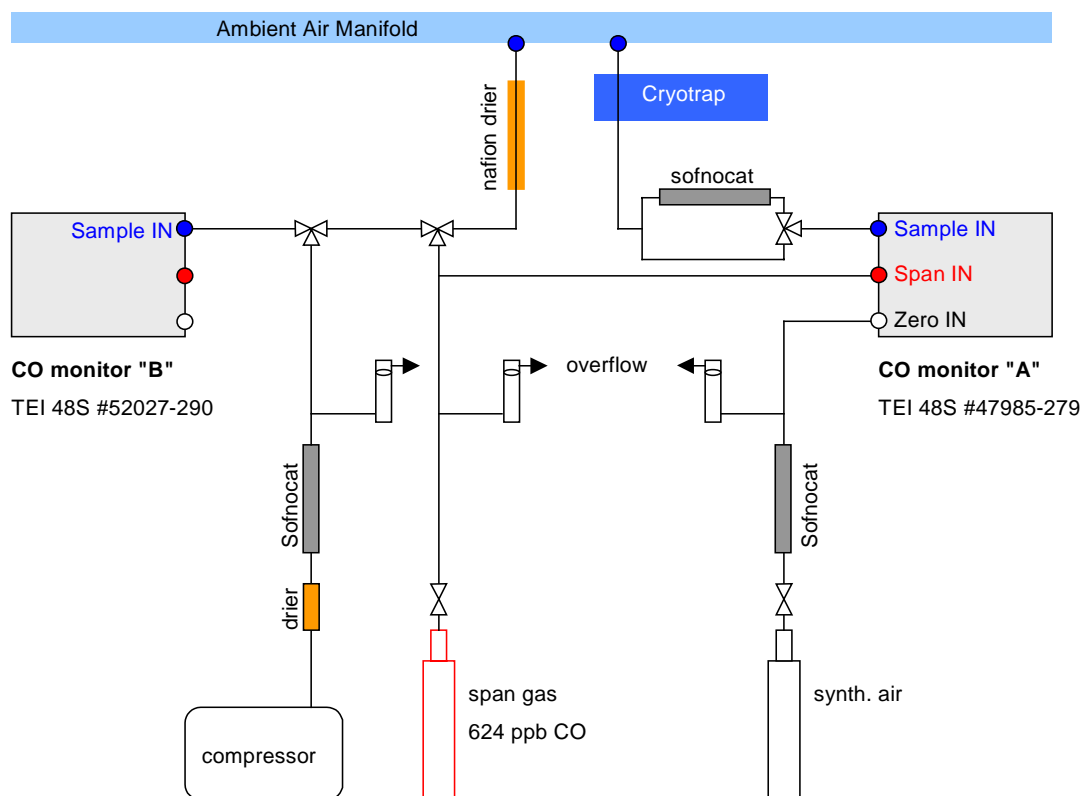 Ambient Air Manifold
nafion drier
Cryotrap
sofnocat
Sample IN
Sample IN
Span IN
Zero IN
CO monitor "B"
TEI 48S #52027-290
overflow
CO monitor "A"
TEI 48S #47985-279
Sofnocat
Sofnocat
drier
span gas
624 ppb CO
synth. air
compressor